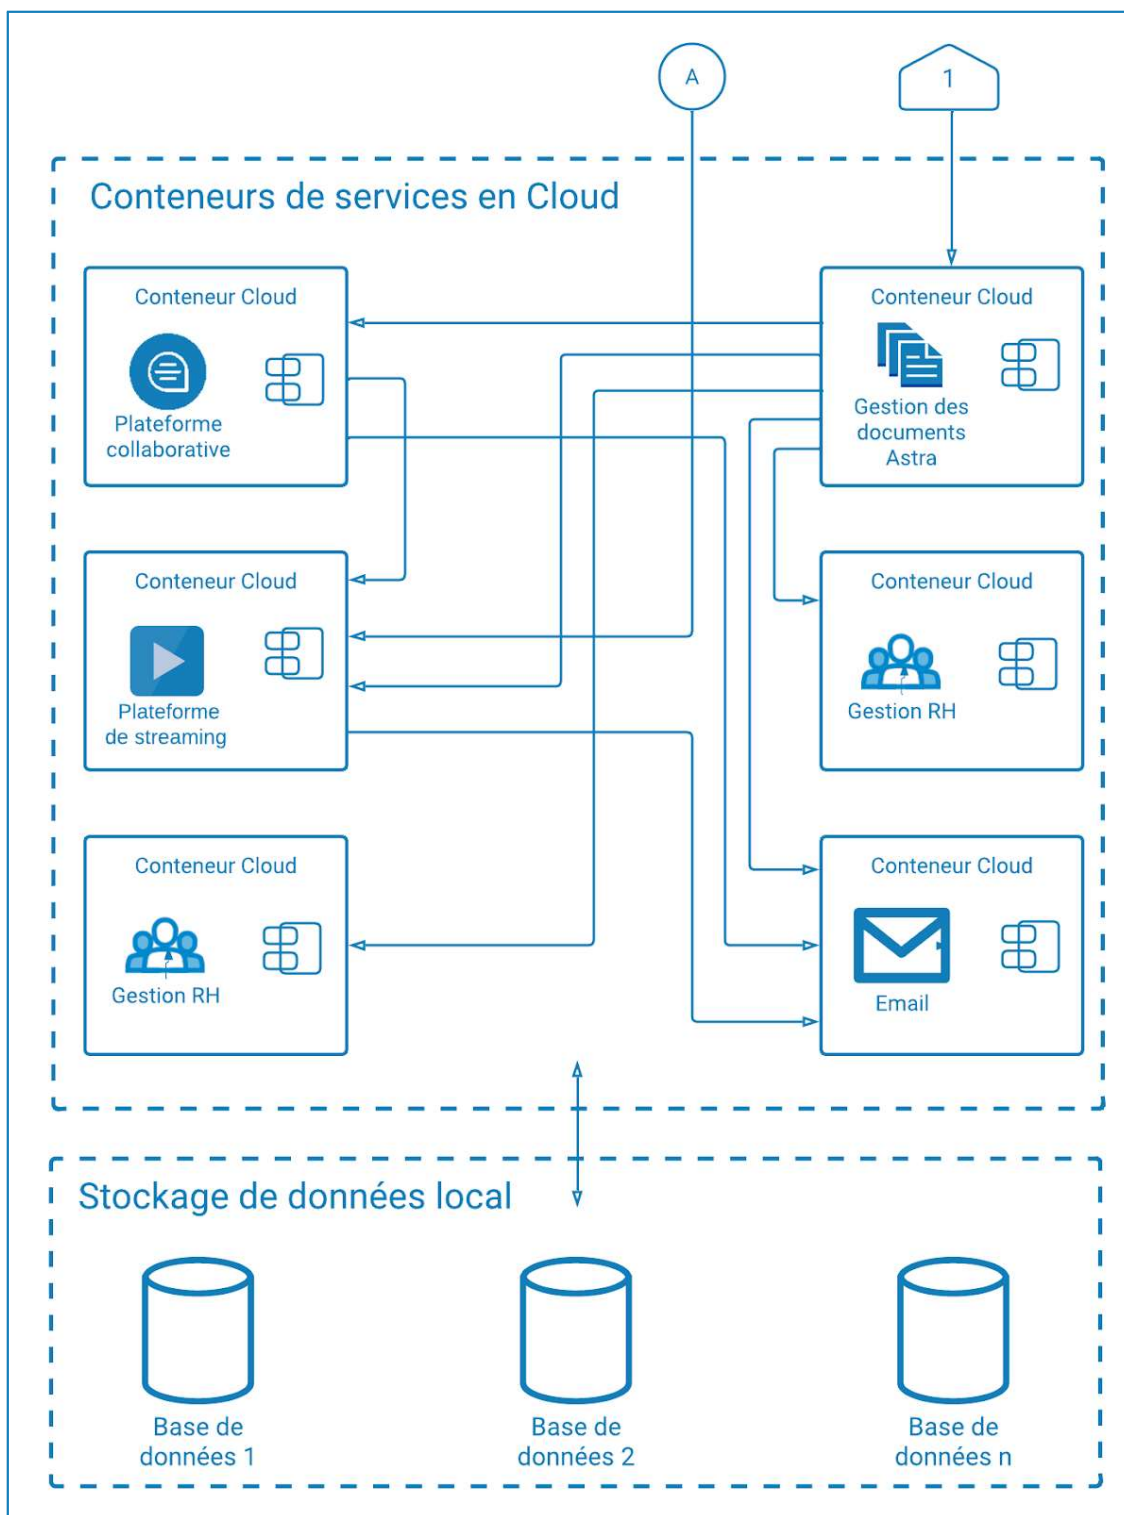 A
1
Conteneurs de services en Cloud
Conteneur Cloud
Plateforme
collaborative
Conteneur Cloud
Gestion des
documents
Astra
Conteneur Cloud
Plateforme
de streaming
Conteneur Cloud
Gestion RH
Conteneur Cloud
Gestion RH
Conteneur Cloud
Email
Stockage de données local
Base de
données 1
Base de
données 2
Base de
données n